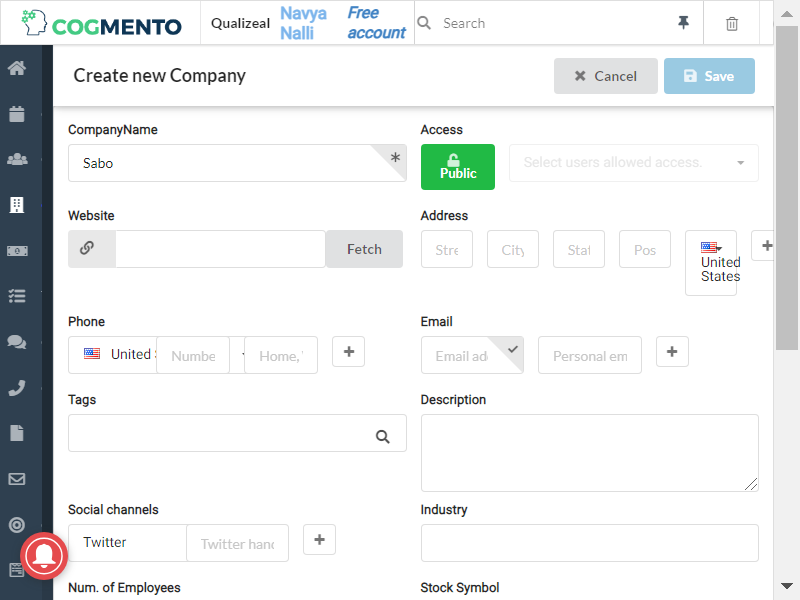 COGMENTO
Qualizeal
Navya Nalli
Free account
Search
Create new Company
Cancel
Save
CompanyName
Access
Sabo
Public
Select users allowed access.
Website
Address
Fetch
Stre
City
Stat
Pos
United States
Phone
Email
United
Numbe
Home,
Email ad
Personal em
Tags
Description
Social channels
Industry
Twitter
Twitter hanc
Num. of Employees
Stock Symbol